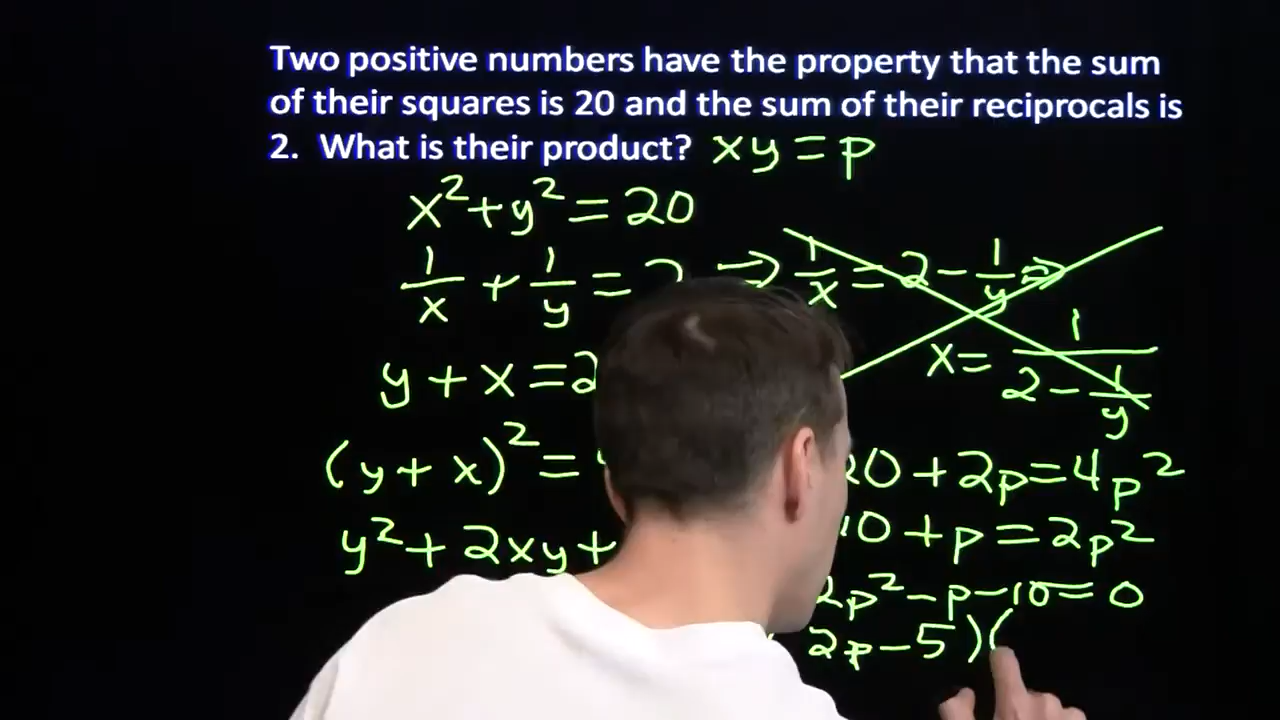 Two positive numbers have the property that the sum
of their squares is 20 and the sum of their reciprocals is
2. What is their product? xy = p
x² + y² = 20
1/x + 1/y = 2 ⇒ 1/x = 2 - 1/y ⇒
x = 1/(2 - 1/y)
y + x = 2
(y + x)² =
20 + 2p = 4p²
y² + 2xy +
10 + p = 2p²
2p² - p - 10 = 0
2p - 5)(